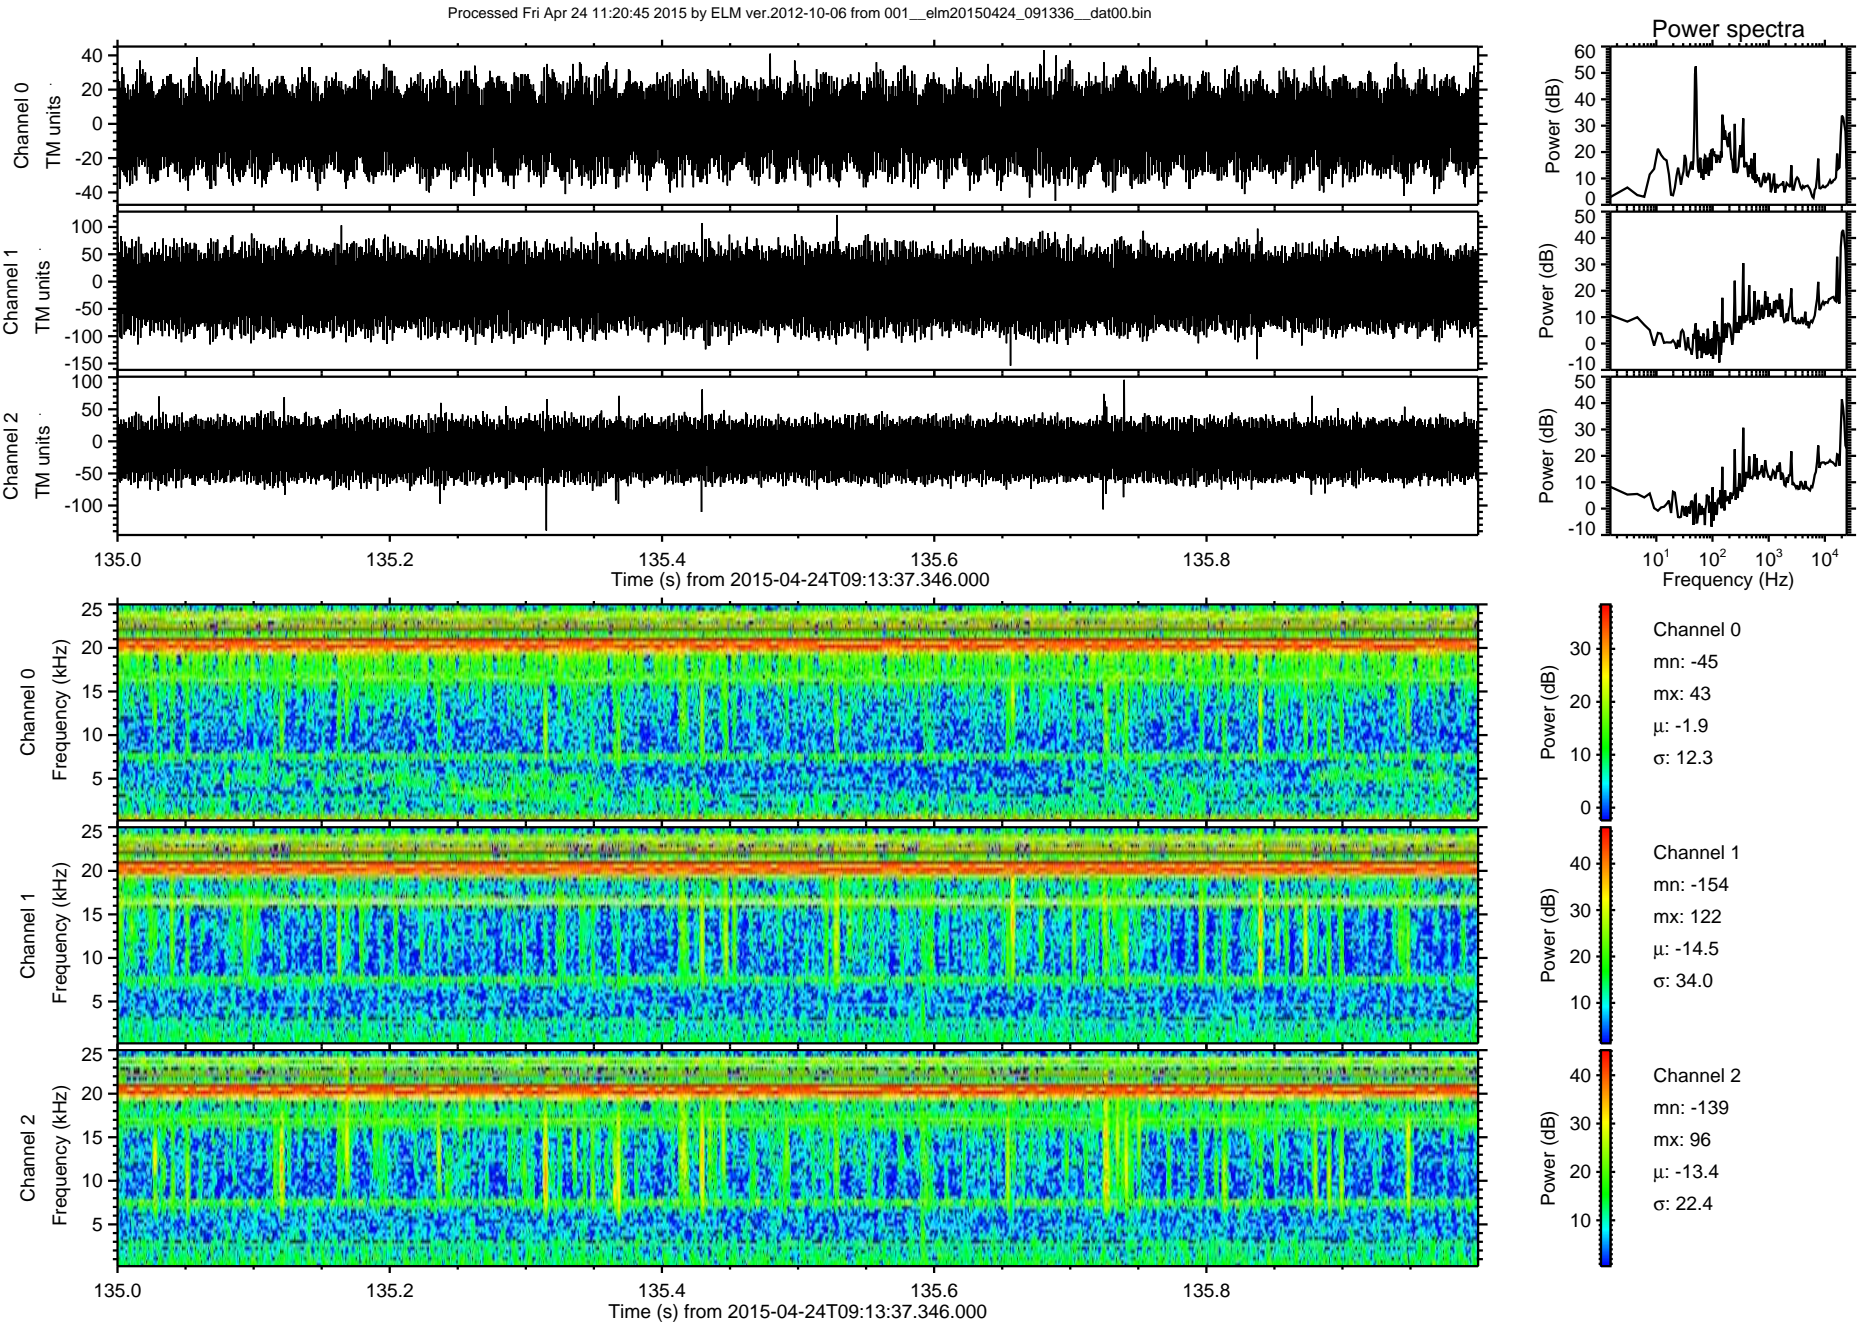 Processed Fri Apr 24 11:20:45 2015 by ELM ver.2012-10-06 from 001__elm20150424_091336__dat00.bin
Power spectra
Channel 0
TM units
40
20
0
-20
-40
Power (dB)
60
50
40
30
20
10
0
Channel 1
TM units
100
50
0
-50
-100
-150
Power (dB)
50
40
30
20
10
0
-10
Channel 2
TM units
100
50
0
-50
-100
Power (dB)
50
40
30
20
10
0
-10
135.0 135.2 135.4 135.6 135.8
Time (s) from 2015-04-24T09:13:37.346.000
10^1 10^2 10^3 10^4
Frequency (Hz)
Channel 0
Frequency (kHz)
25
20
15
10
5
Power (dB)
30
20
10
0
Channel 0
mn: -45
mx: 43
μ: -1.9
σ: 12.3
Channel 1
Frequency (kHz)
25
20
15
10
5
Power (dB)
40
30
20
10
Channel 1
mn: -154
mx: 122
μ: -14.5
σ: 34.0
Channel 2
Frequency (kHz)
25
20
15
10
5
Power (dB)
40
30
20
10
Channel 2
mn: -139
mx: 96
μ: -13.4
σ: 22.4
135.0 135.2 135.4 135.6 135.8
Time (s) from 2015-04-24T09:13:37.346.000